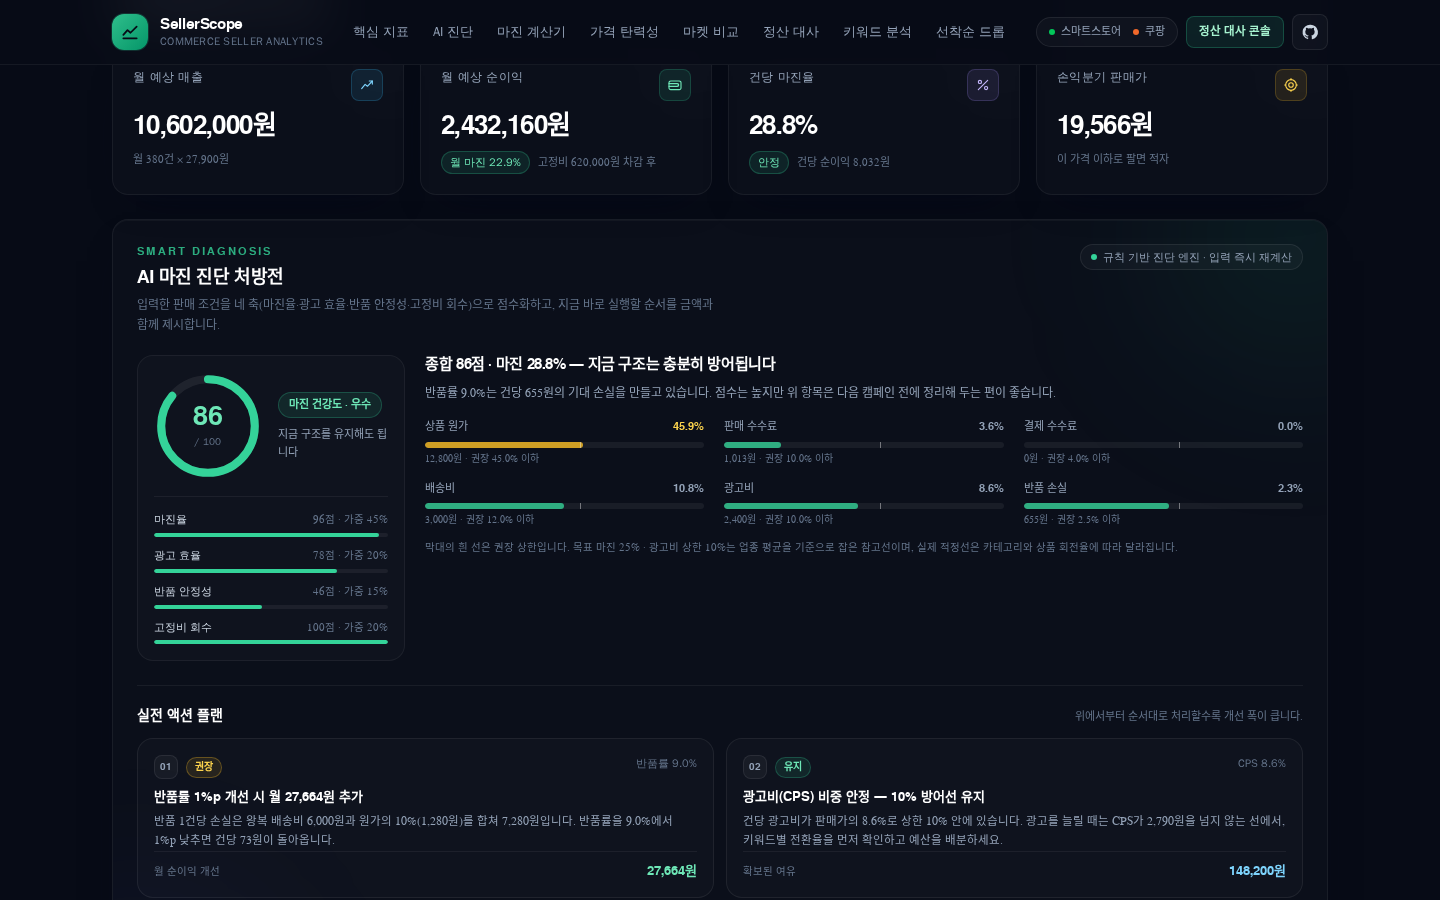 SellerScope
COMMERCE SELLER ANALYTICS
핵심 지표
AI 진단
마진 계산기
가격 탄력성
마켓 비교
정산 대사
키워드 분석
선착순 드롭
스마트스토어
쿠팡
정산 대사 콘솔
월 예상 매출
10,602,000원
월 380건 × 27,900원
월 예상 순이익
2,432,160원
월 마진 22.9%
고정비 620,000원 차감 후
건당 마진율
28.8%
안정
건당 순이익 8,032원
손익분기 판매가
19,566원
이 가격 이하로 팔면 적자
SMART DIAGNOSIS
AI 마진 진단 처방전
입력한 판매 조건을 네 축(마진율·광고 효율·반품 안정성·고정비 회수)으로 점수화하고, 지금 바로 실행할 순서를 금액과
함께 제시합니다.
규칙 기반 진단 엔진 · 입력 즉시 재계산
86
/ 100
마진 건강도 · 우수
지금 구조를 유지해도 됩
니다
마진율
96점 · 가중 45%
광고 효율
78점 · 가중 20%
반품 안정성
46점 · 가중 15%
고정비 회수
100점 · 가중 20%
종합 86점 · 마진 28.8% — 지금 구조는 충분히 방어됩니다
반품률 9.0%는 건당 655원의 기대 손실을 만들고 있습니다. 점수는 높지만 위 항목은 다음 캠페인 전에 정리해 두는 편이 좋습니다.
상품 원가
45.9%
12,800원 · 권장 45.0% 이하
판매 수수료
3.6%
1,013원 · 권장 10.0% 이하
결제 수수료
0.0%
0원 · 권장 4.0% 이하
배송비
10.8%
3,000원 · 권장 12.0% 이하
광고비
8.6%
2,400원 · 권장 10.0% 이하
반품 손실
2.3%
655원 · 권장 2.5% 이하
막대의 흰 선은 권장 상한입니다. 목표 마진 25% · 광고비 상한 10%는 업종 평균을 기준으로 잡은 참고선이며, 실제 적정선은 카테고리와 상품 회전율에 따라 달라집니다.
실전 액션 플랜
위에서부터 순서대로 처리할수록 개선 폭이 큽니다.
01
권장
반품률 9.0%
반품률 1%p 개선 시 월 27,664원 추가
반품 1건당 손실은 왕복 배송비 6,000원과 원가의 10%(1,280원)를 합쳐 7,280원입니다. 반품률을 9.0%에서
1%p 낮추면 건당 73원이 돌아옵니다.
월 순이익 개선
27,664원
02
유지
CPS 8.6%
광고비(CPS) 비중 안정 — 10% 방어선 유지
건당 광고비가 판매가의 8.6%로 상한 10% 안에 있습니다. 광고를 늘릴 때는 CPS가 2,790원을 넘지 않는 선에서,
키워드별 전환율을 먼저 확인하고 예산을 배분하세요.
확보된 여유
148,200원